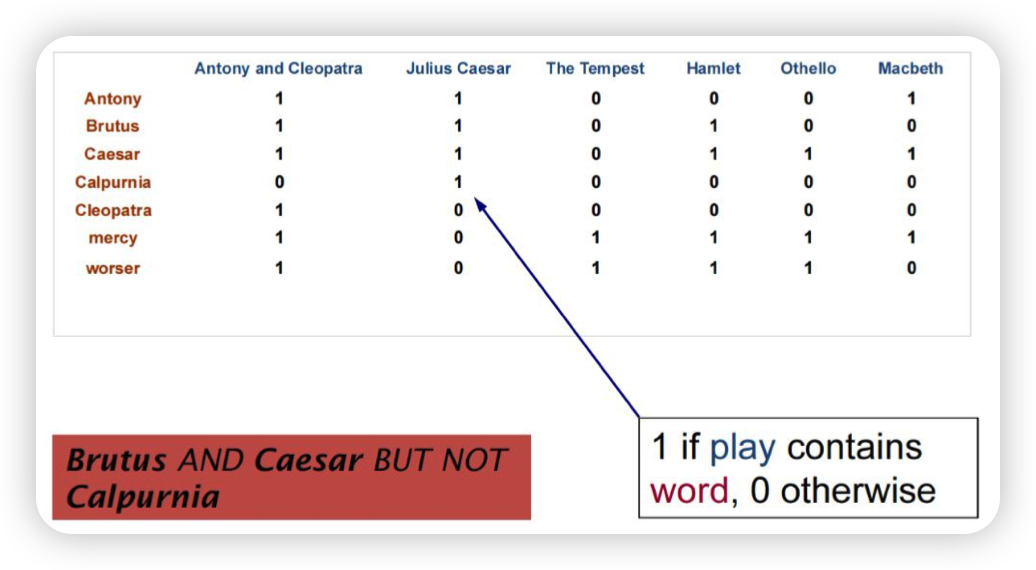 Antony and Cleopatra Julius Caesar The Tempest Hamlet Othello Macbeth
Antony 1 1 0 0 0 1
Brutus 1 1 0 1 0 0
Caesar 1 1 0 1 1 1
Calpurnia 0 1 0 0 0 0
Cleopatra 1 0 0 0 0 0
mercy 1 0 1 1 1 1
worser 1 0 1 1 1 0
Brutus AND Caesar BUT NOT
Calpurnia
1 if play contains
word, 0 otherwise